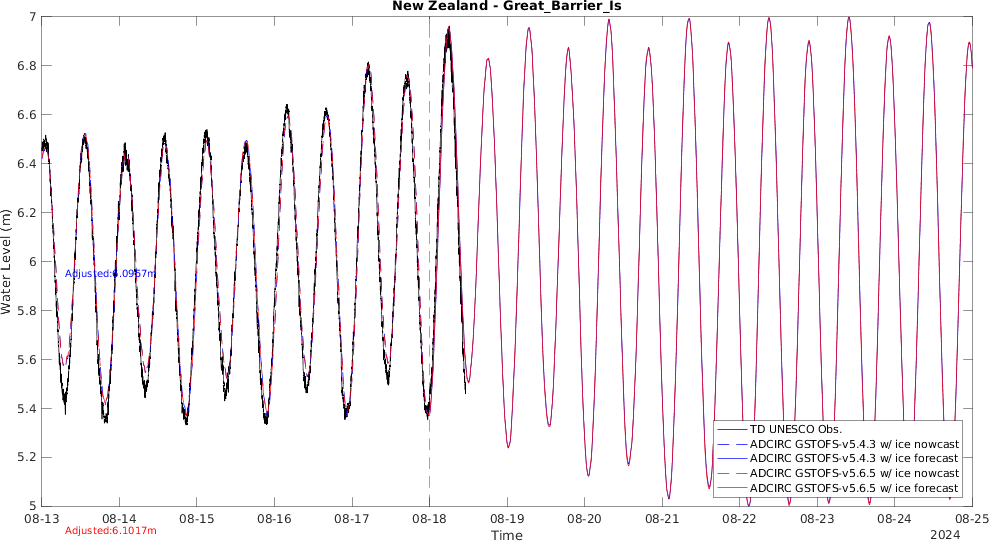 New Zealand - Great_Barrier_Is
7
6.8
6.6
6.4
6.2
6
5.8
5.6
5.4
5.2
5
Water Level (m)
Adjusted:6.0957m
TD UNESCO Obs.
ADCIRC GSTOFS-v5.4.3 w/ ice nowcast
ADCIRC GSTOFS-v5.4.3 w/ ice forecast
ADCIRC GSTOFS-v5.6.5 w/ ice nowcast
ADCIRC GSTOFS-v5.6.5 w/ ice forecast
08-13 08-14 08-15 08-16 08-17 08-18 08-19 08-20 08-21 08-22 08-23 08-24 08-25
Adjusted:6.1017m
Time
2024